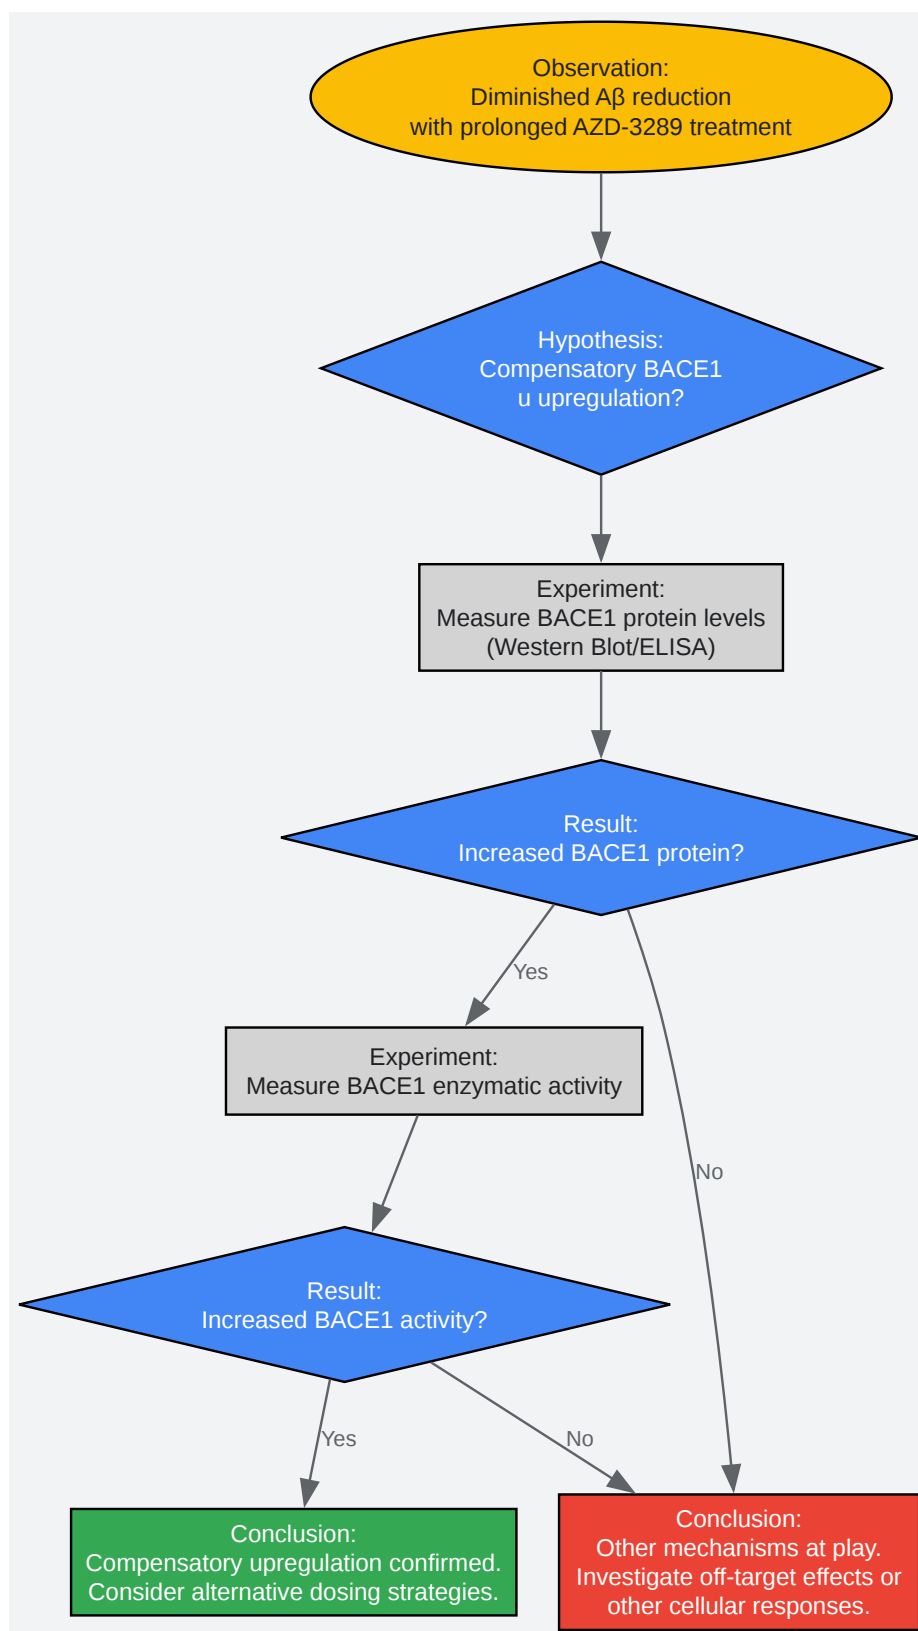 Observation:
Diminished Aβ reduction
with prolonged AZD-3289 treatment
Hypothesis:
Compensatory BACE1
u upregulation?
Experiment:
Measure BACE1 protein levels
(Western Blot/ELISA)
Result:
Increased BACE1 protein?
Yes
Experiment:
Measure BACE1 enzymatic activity
No
Result:
Increased BACE1 activity?
Yes
No
Conclusion:
Compensatory upregulation confirmed.
Consider alternative dosing strategies.
Conclusion:
Other mechanisms at play.
Investigate off-target effects or
other cellular responses.